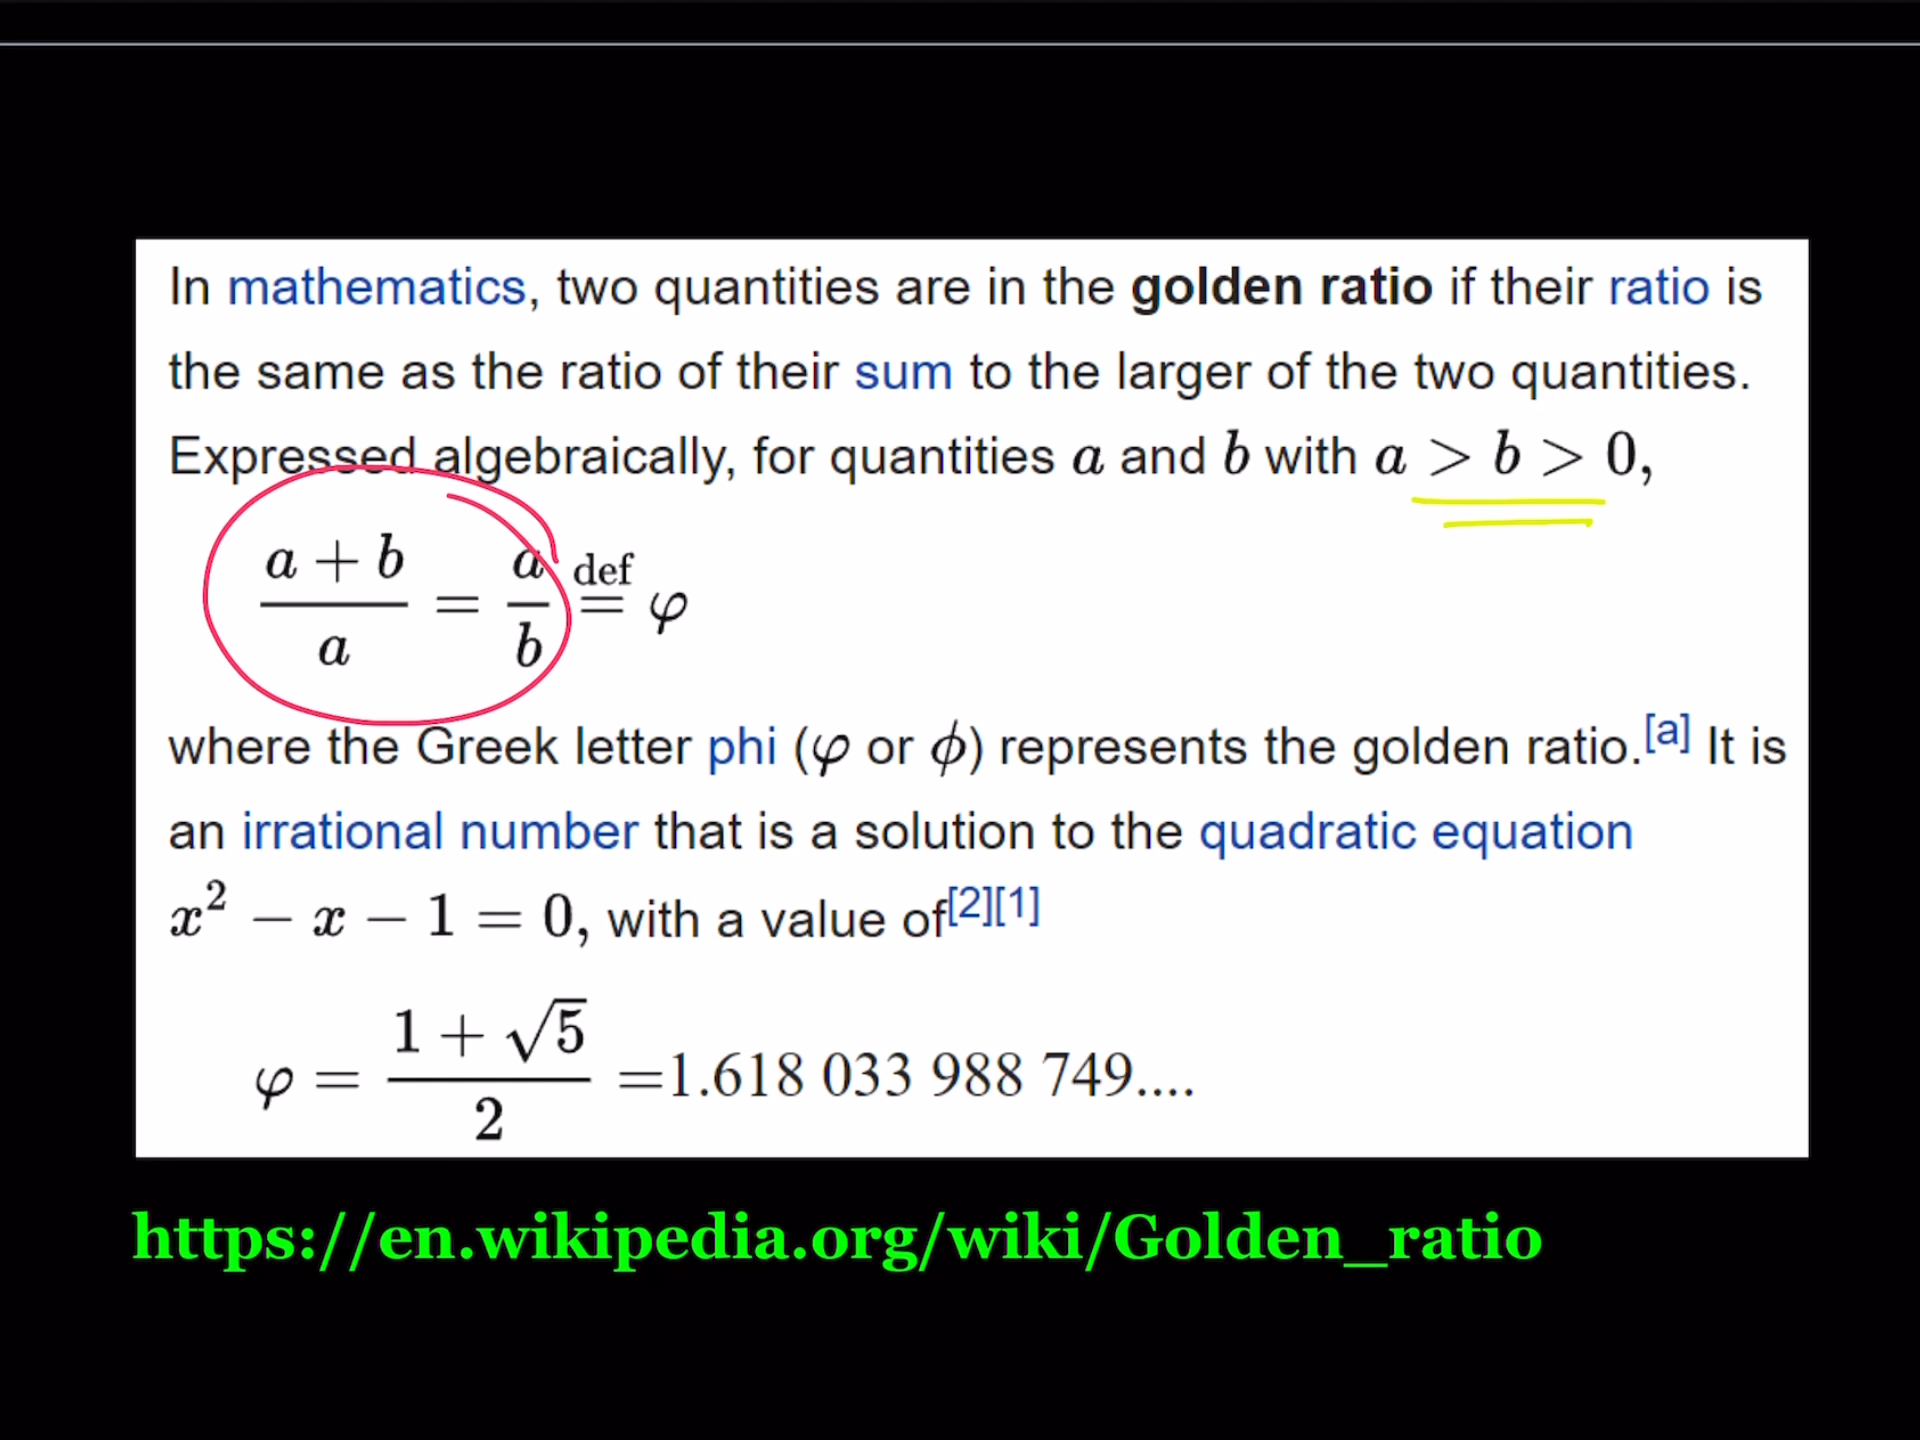 In mathematics, two quantities are in the golden ratio if their ratio is
the same as the ratio of their sum to the larger of the two quantities.
Expressed algebraically, for quantities a and b with a > b > 0,
(a + b)/a = a/b ≝ φ
where the Greek letter phi (φ or ϕ) represents the golden ratio.[a] It is
an irrational number that is a solution to the quadratic equation
x² − x − 1 = 0, with a value of[2][1]
φ = (1 + √5)/2 =1.618 033 988 749....
https://en.wikipedia.org/wiki/Golden_ratio